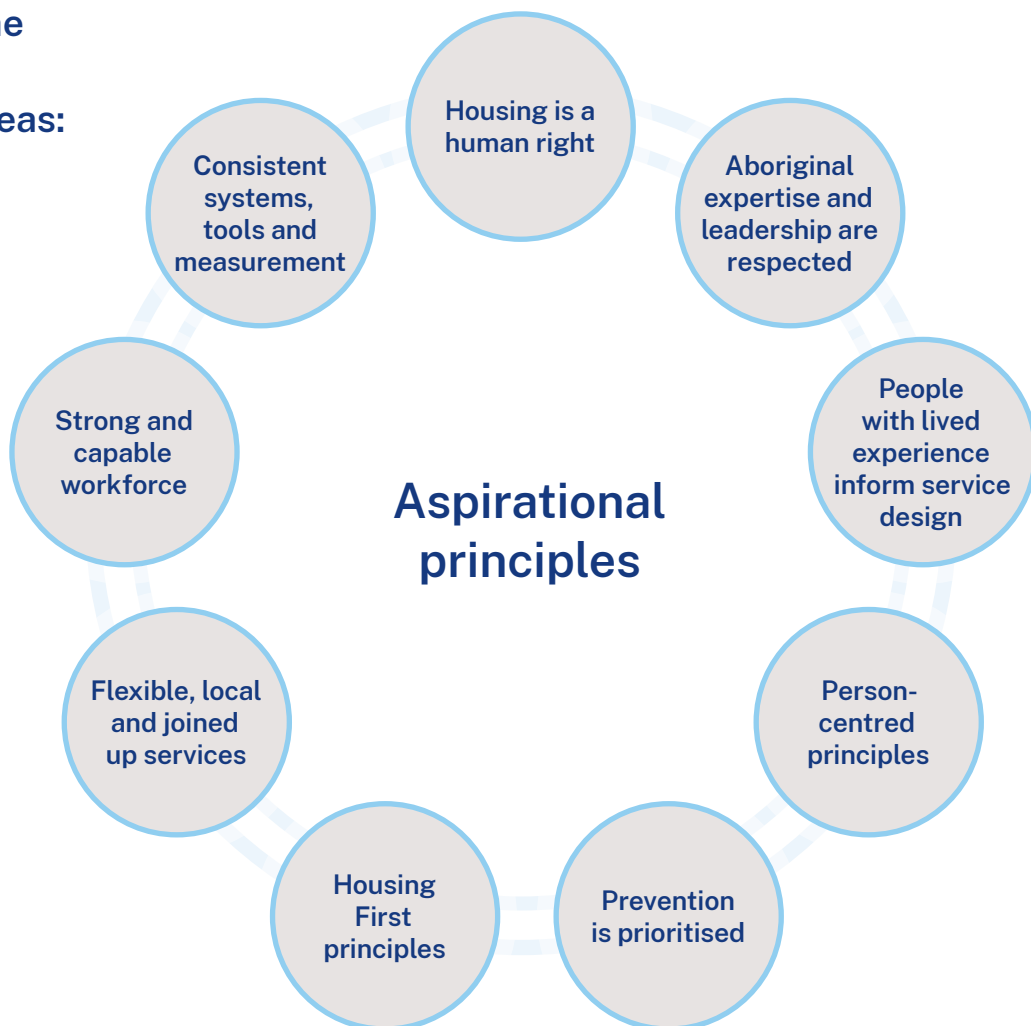 eas:
Housing is a
human right
Aboriginal
expertise and
leadership are
respected
People
with lived
experience
inform service
design
Person-
centred
principles
Prevention
is prioritised
Housing
First
principles
Flexible, local
and joined
up services
Strong and
capable
workforce
Consistent
systems,
tools and
measurement
Aspirational
principles